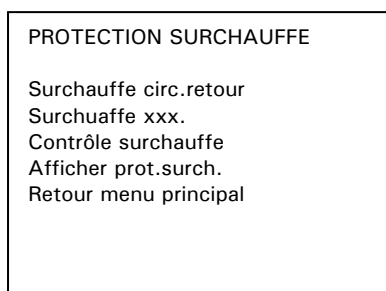 PROTECTION SURCHAUFFE
Surchauffe circ.retour
Surchuaffe xxx.
Contrôle surchauffe
Afficher prot.surch.
Retour menu principal